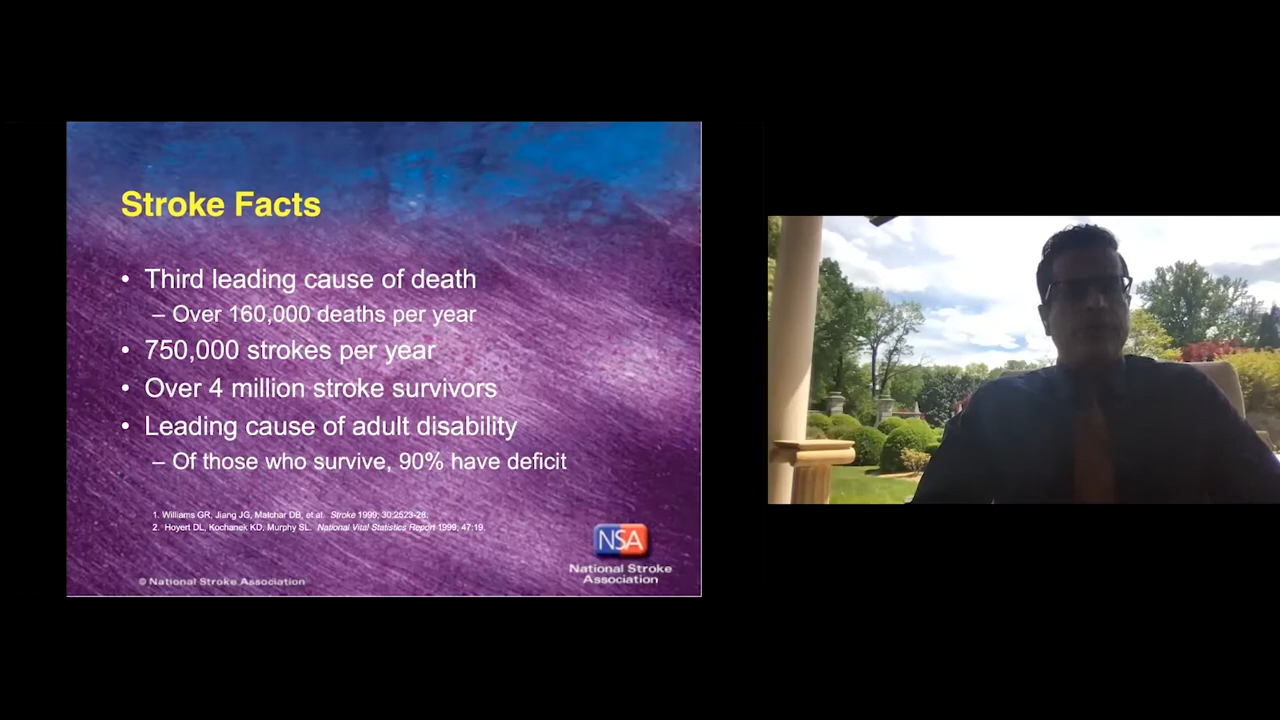 Stroke Facts
• Third leading cause of death
– Over 160,000 deaths per year
• 750,000 strokes per year
• Over 4 million stroke survivors
• Leading cause of adult disability
– Of those who survive, 90% have deficit
1. Williams GR, Jiang JG, Matchar DB, et al. Stroke 1999; 30:2523-28.
2. Hoyert DL, Kochanek KD, Murphy SL. National Vital Statistics Report 1999; 47:19.
NSA
National Stroke
Association
© National Stroke Association